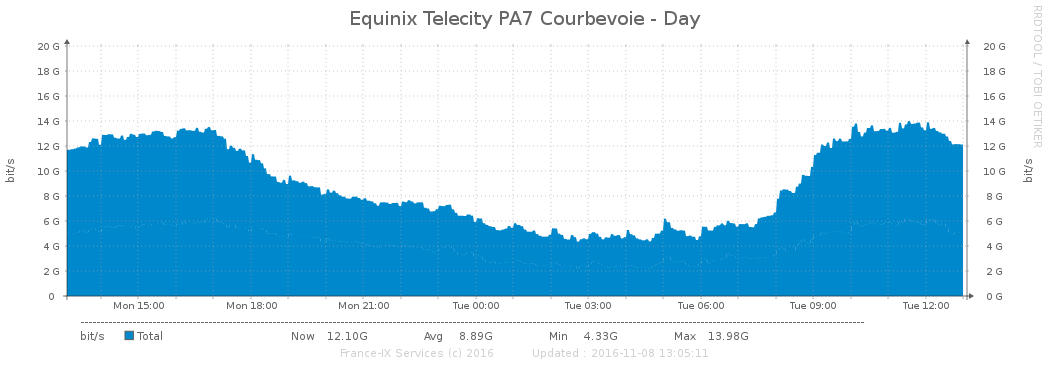 Equinix Telecity PA7 Courbevoie - Day
RRDTOOL / TOBI OETIKER
bit/s
bit/s
20 G 20 G
18 G 18 G
16 G 16 G
14 G 14 G
12 G 12 G
10 G 10 G
8 G 8 G
6 G 6 G
4 G 4 G
2 G 2 G
0 0 G
Mon 15:00 Mon 18:00 Mon 21:00 Tue 00:00 Tue 03:00 Tue 06:00 Tue 09:00 Tue 12:00
bit/s Total Now 12.10G Avg 8.89G Min 4.33G Max 13.98G
France-IX Services (c) 2016 Updated : 2016-11-08 13:05:11